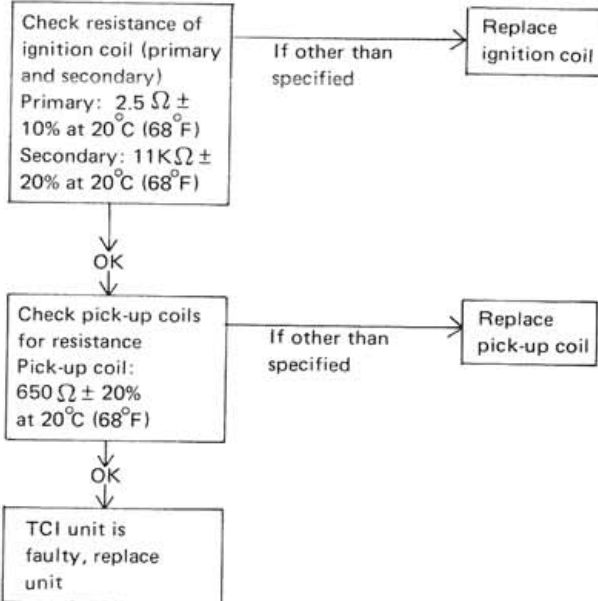 Check resistance of
ignition coil (primary
and secondary)
Primary: 2.5 Ω ±
10% at 20°C (68°F)
Secondary: 11KΩ ±
20% at 20°C (68°F)
If other than
specified
Replace
ignition coil
OK
Check pick-up coils
for resistance
Pick-up coil:
650 Ω ± 20%
at 20°C (68°F)
If other than
specified
Replace
pick-up coil
OK
TCI unit is
faulty, replace
unit